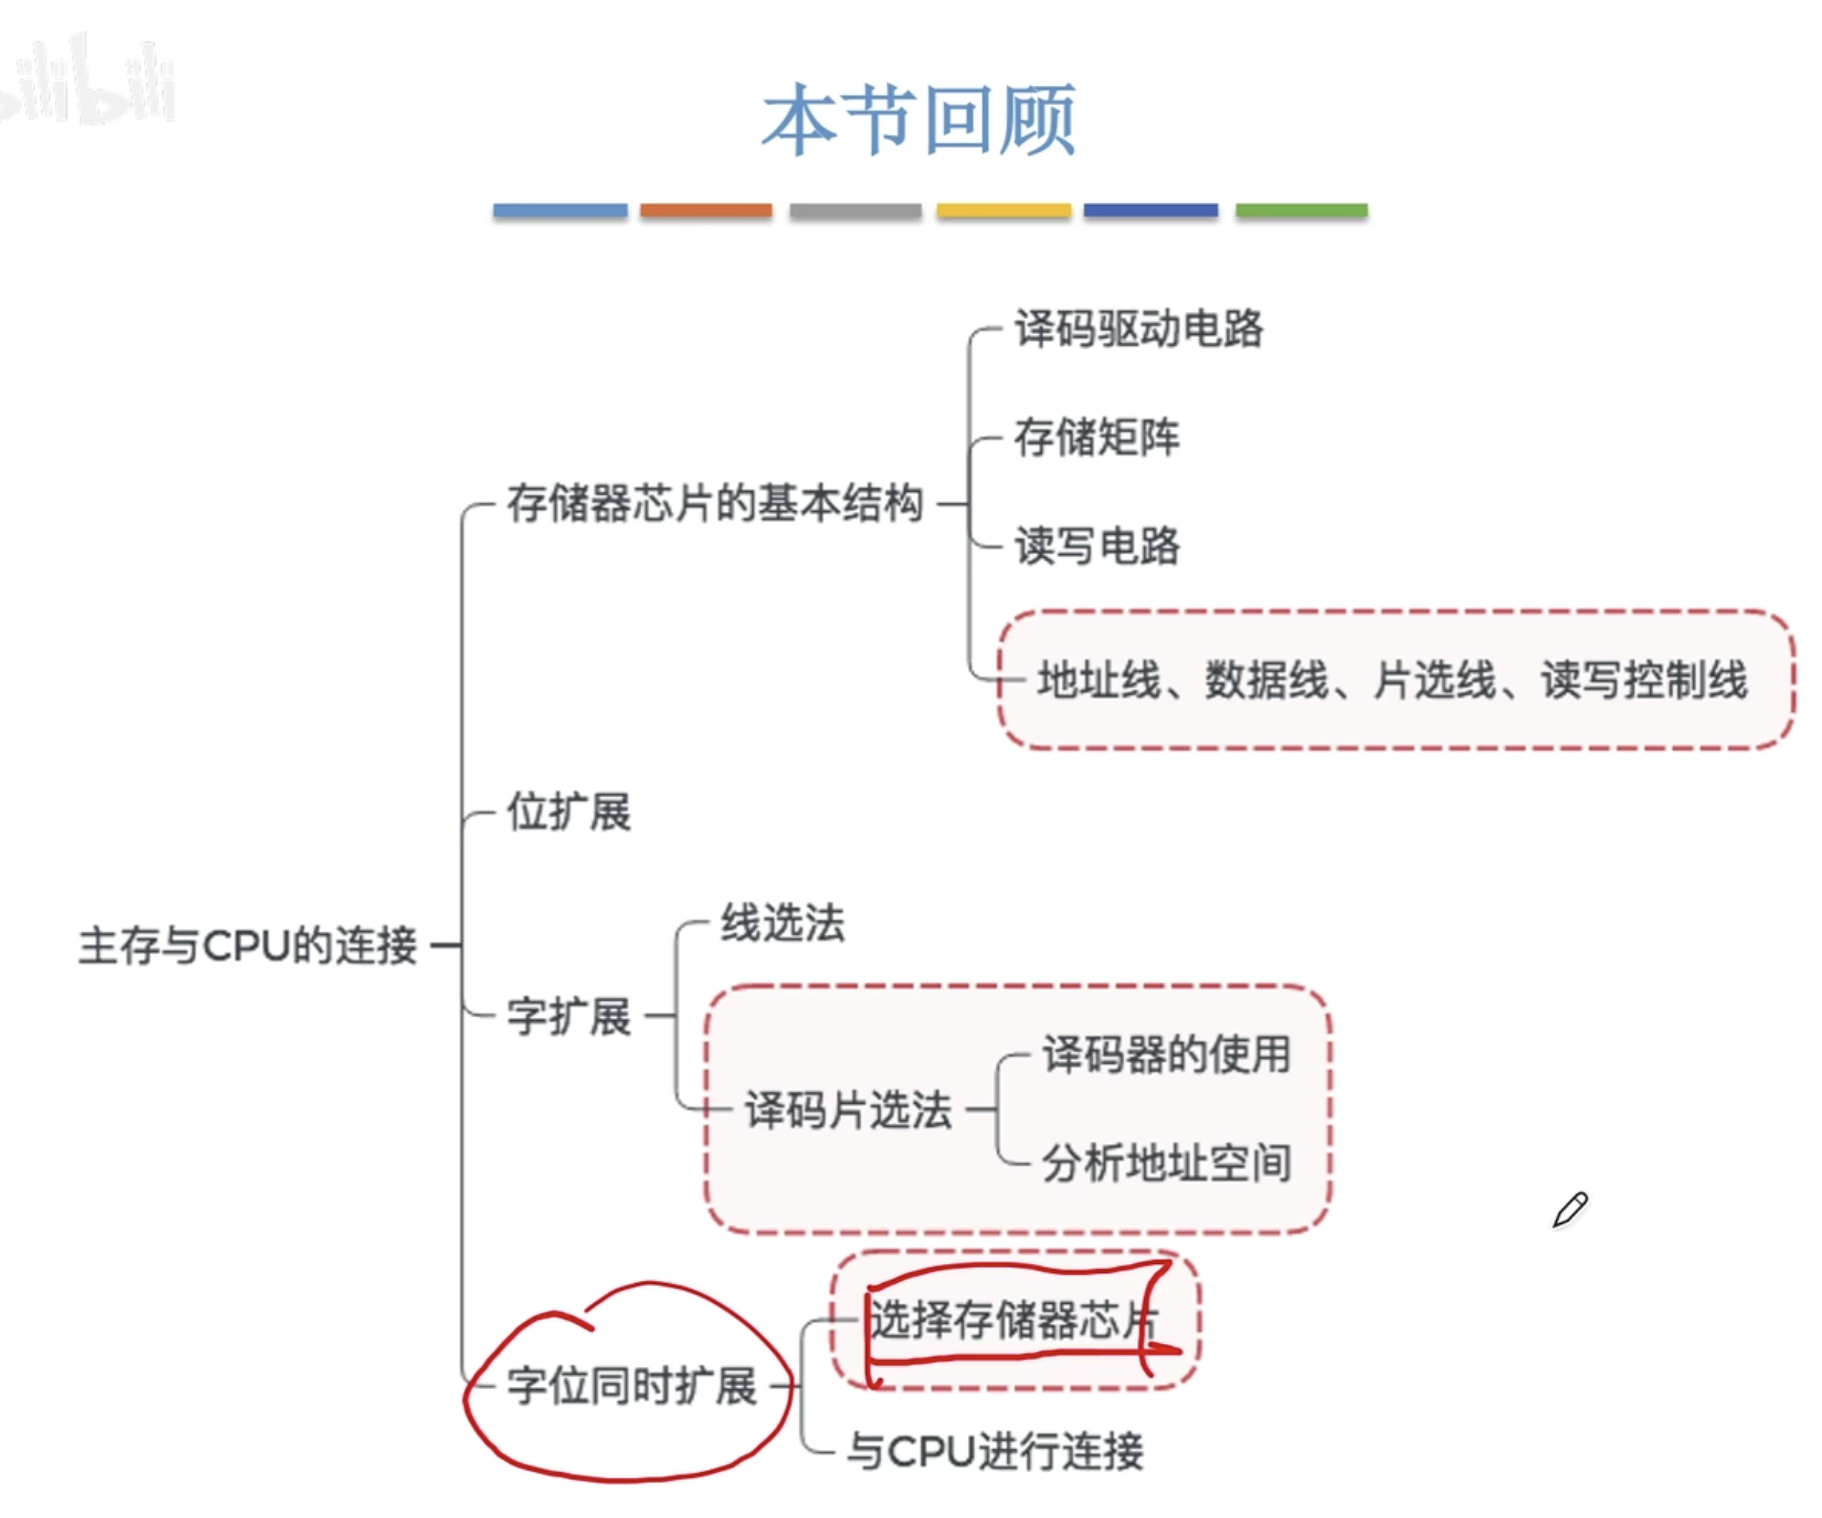 bilibili
本节回顾
译码驱动电路
存储矩阵
存储器芯片的基本结构
读写电路
地址线、数据线、片选线、读写控制线
位扩展
线选法
主存与CPU的连接
字扩展
译码器的使用
译码片选法
分析地址空间
选择存储器芯片
字位同时扩展
与CPU进行连接